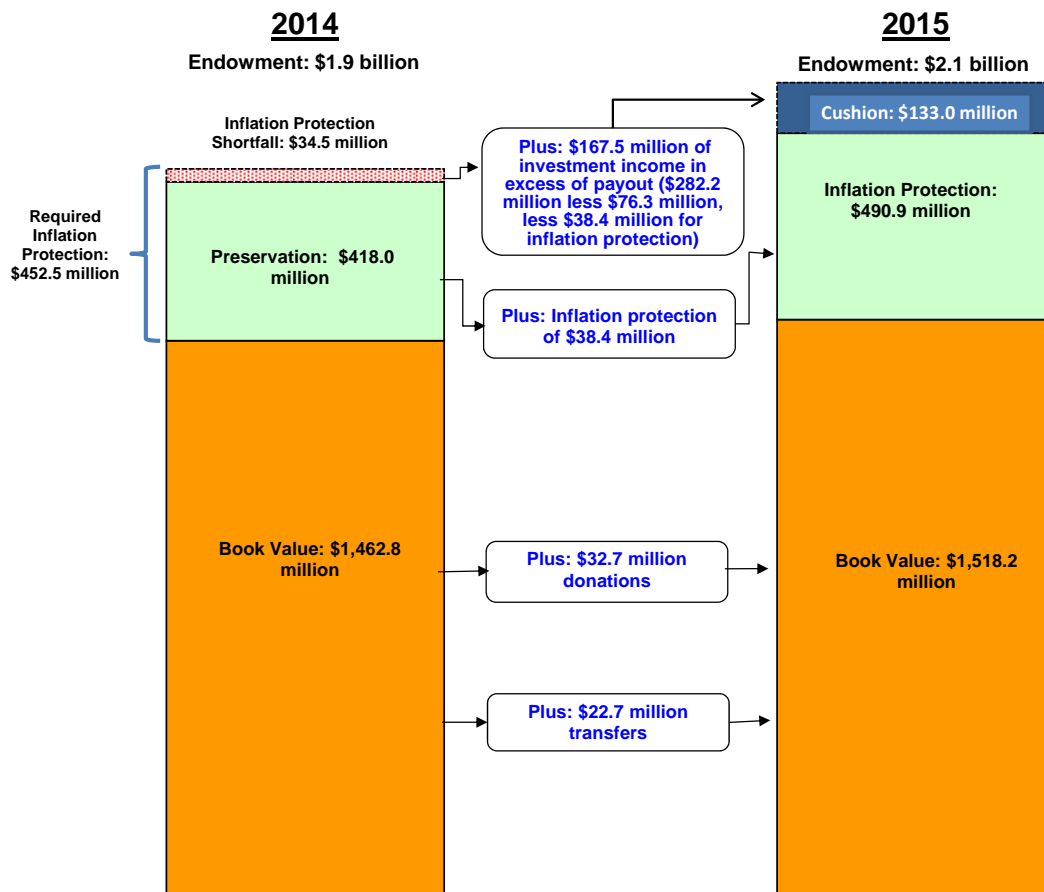 2014
Endowment: $1.9 billion
2015
Endowment: $2.1 billion
Inflation Protection
Shortfall: $34.5 million
Required
Inflation
Protection:
$452.5 million
Preservation:  $418.0
million
Book Value: $1,462.8
million
Plus: $167.5 million of
investment income in
excess of payout ($282.2
million less $76.3 million,
less $38.4 million for
inflation protection)
Plus: Inflation protection
of $38.4 million
Plus: $32.7 million
donations
Plus: $22.7 million
transfers
Cushion: $133.0 million
Inflation Protection:
$490.9 million
Book Value: $1,518.2
million